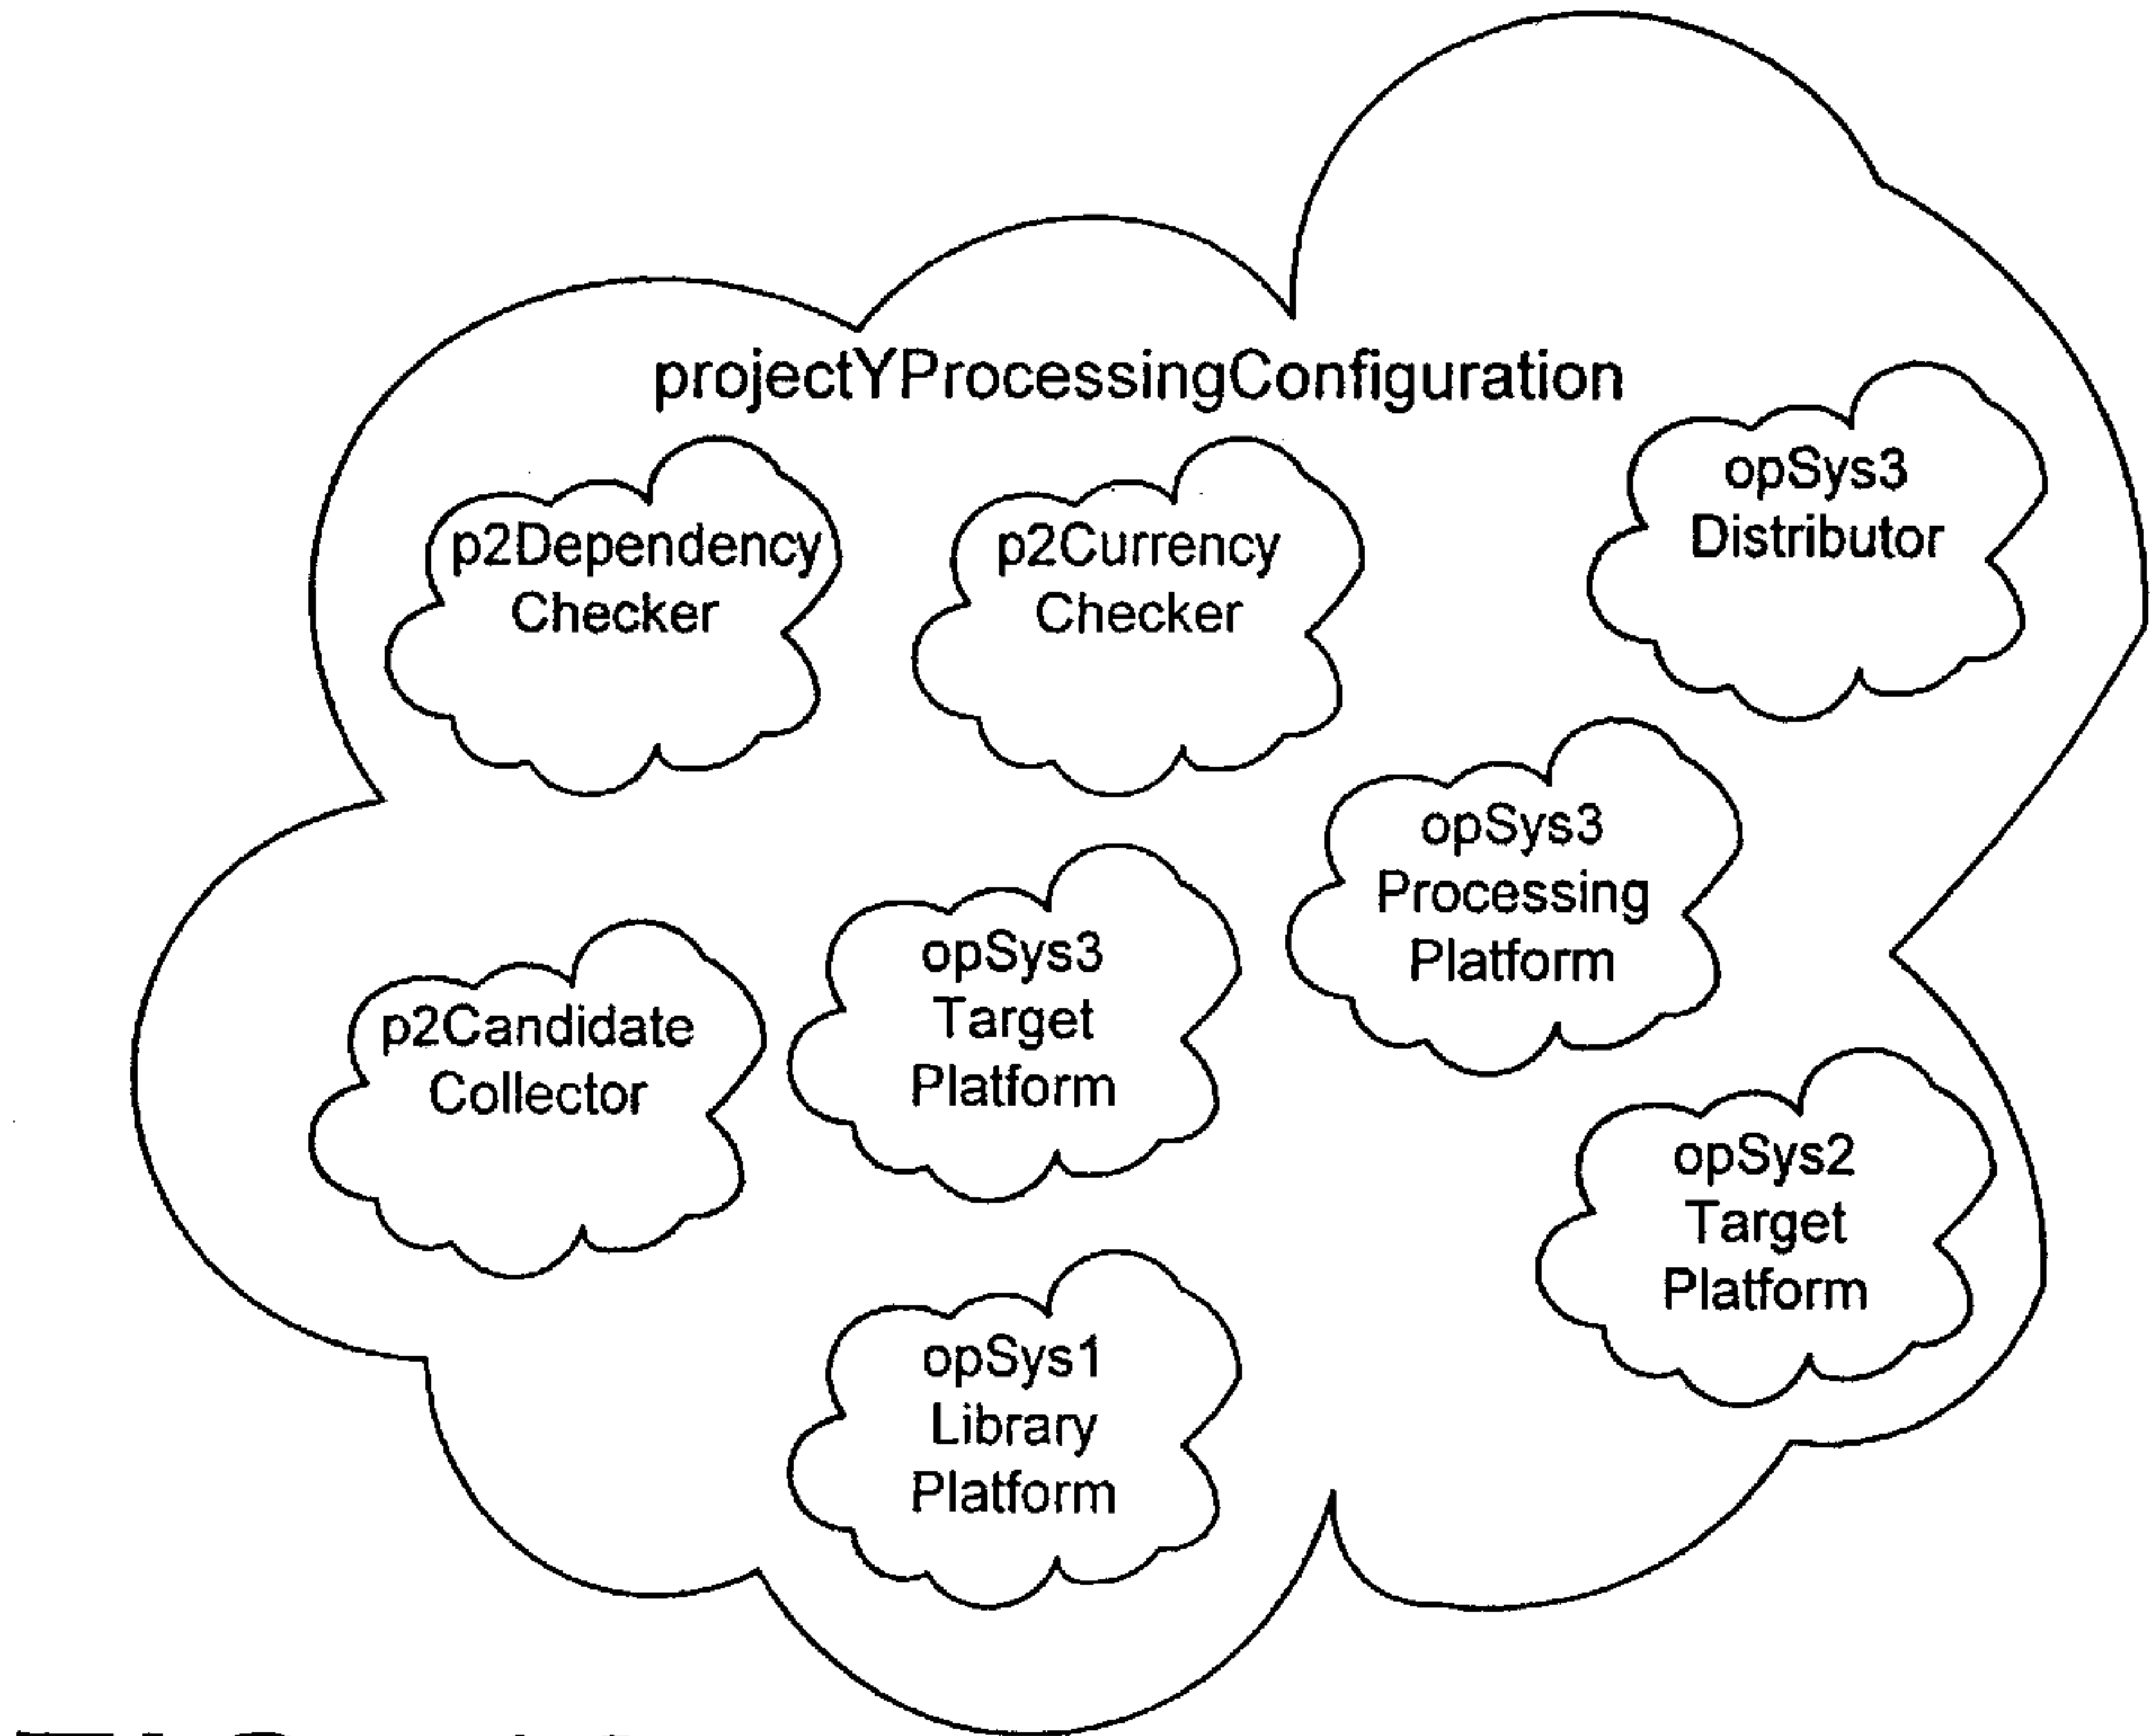 projectYProcessingConfiguration
p2Dependency
Checker
p2Currency
Checker
opSys3
Distributor
opSys3
Processing
Platform
opSys3
Target
Platform
p2Candidate
Collector
opSys2
Target
Platform
opSys1
Library
Platform